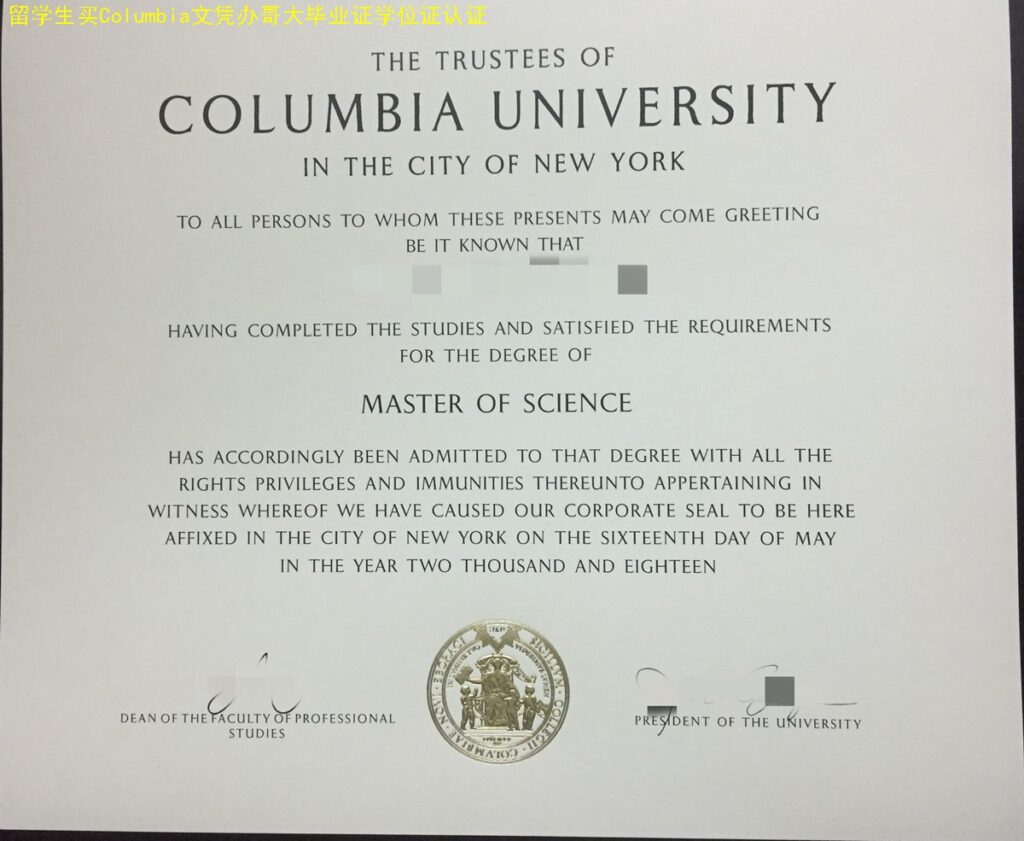 留学生买Columbia文凭办哥大毕业证学位证认证
THE TRUSTEES OF
COLUMBIA UNIVERSITY
IN THE CITY OF NEW YORK
TO ALL PERSONS TO WHOM THESE PRESENTS MAY COME GREETING
BE IT KNOWN THAT
HAVING COMPLETED THE STUDIES AND SATISFIED THE REQUIREMENTS
FOR THE DEGREE OF
MASTER OF SCIENCE
HAS ACCORDINGLY BEEN ADMITTED TO THAT DEGREE WITH ALL THE
RIGHTS PRIVILEGES AND IMMUNITIES THEREUNTO APPERTAINING IN
WITNESS WHEREOF WE HAVE CAUSED OUR CORPORATE SEAL TO BE HERE
AFFIXED IN THE CITY OF NEW YORK ON THE SIXTEENTH DAY OF MAY
IN THE YEAR TWO THOUSAND AND EIGHTEEN
DEAN OF THE FACULTY OF PROFESSIONAL
STUDIES
PRESIDENT OF THE UNIVERSITY